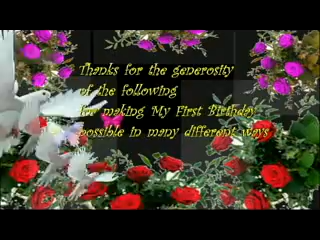 Thanks for the generosity
of the following
for making My First Birthday
possible in many different ways